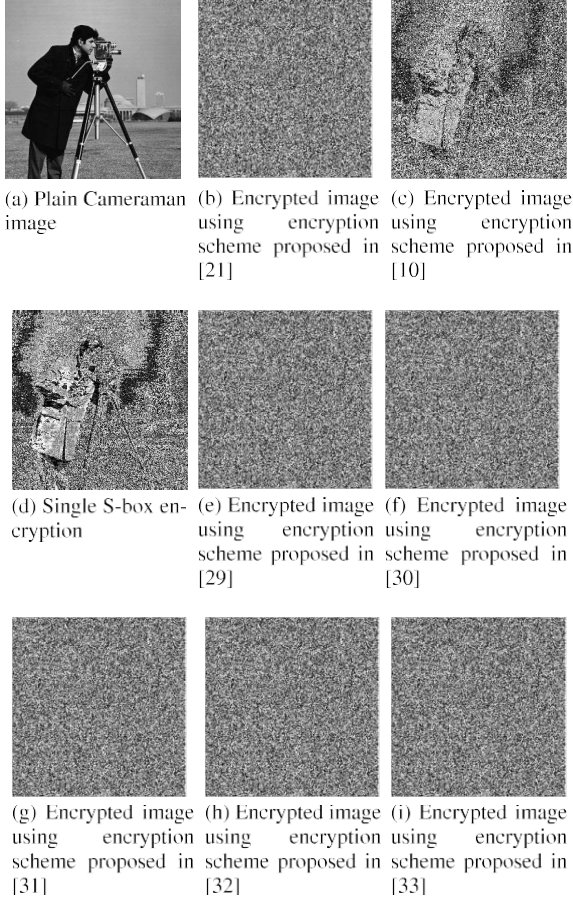 (a) Plain Cameraman
image
(b) Encrypted image
using encryption
scheme proposed in
[21]
(c) Encrypted image
using encryption
scheme proposed in
[10]
(d) Single S-box en-
cryption
(e) Encrypted image
using encryption
scheme proposed in
[29]
(f) Encrypted image
using encryption
scheme proposed in
[30]
(g) Encrypted image
using encryption
scheme proposed in
[31]
(h) Encrypted image
using encryption
scheme proposed in
[32]
(i) Encrypted image
using encryption
scheme proposed in
[33]